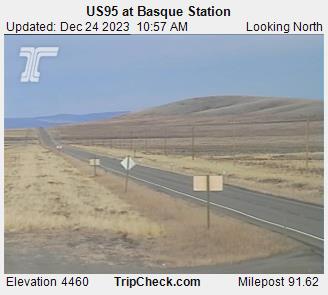 US95 at Basque Station
Updated: Dec 24 2023 10:57 AM Looking North
Elevation 4460 TripCheck.com Milepost 91.62